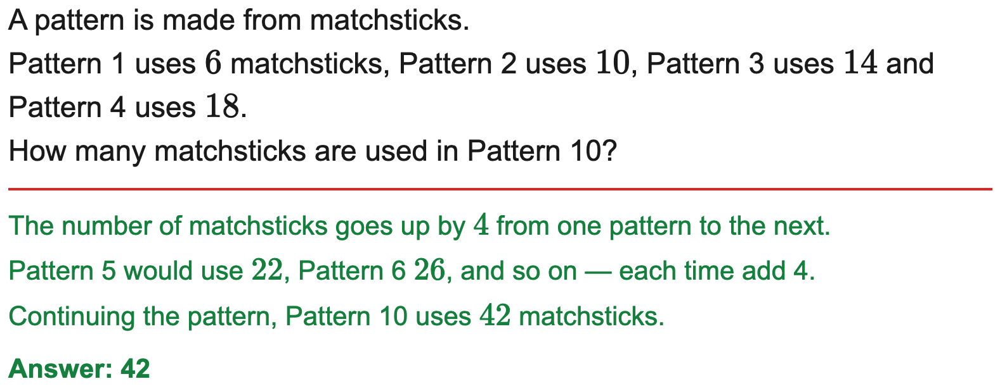 A pattern is made from matchsticks.
Pattern 1 uses 6 matchsticks, Pattern 2 uses 10, Pattern 3 uses 14 and
Pattern 4 uses 18.
How many matchsticks are used in Pattern 10?
The number of matchsticks goes up by 4 from one pattern to the next.
Pattern 5 would use 22, Pattern 6 26, and so on — each time add 4.
Continuing the pattern, Pattern 10 uses 42 matchsticks.
Answer: 42